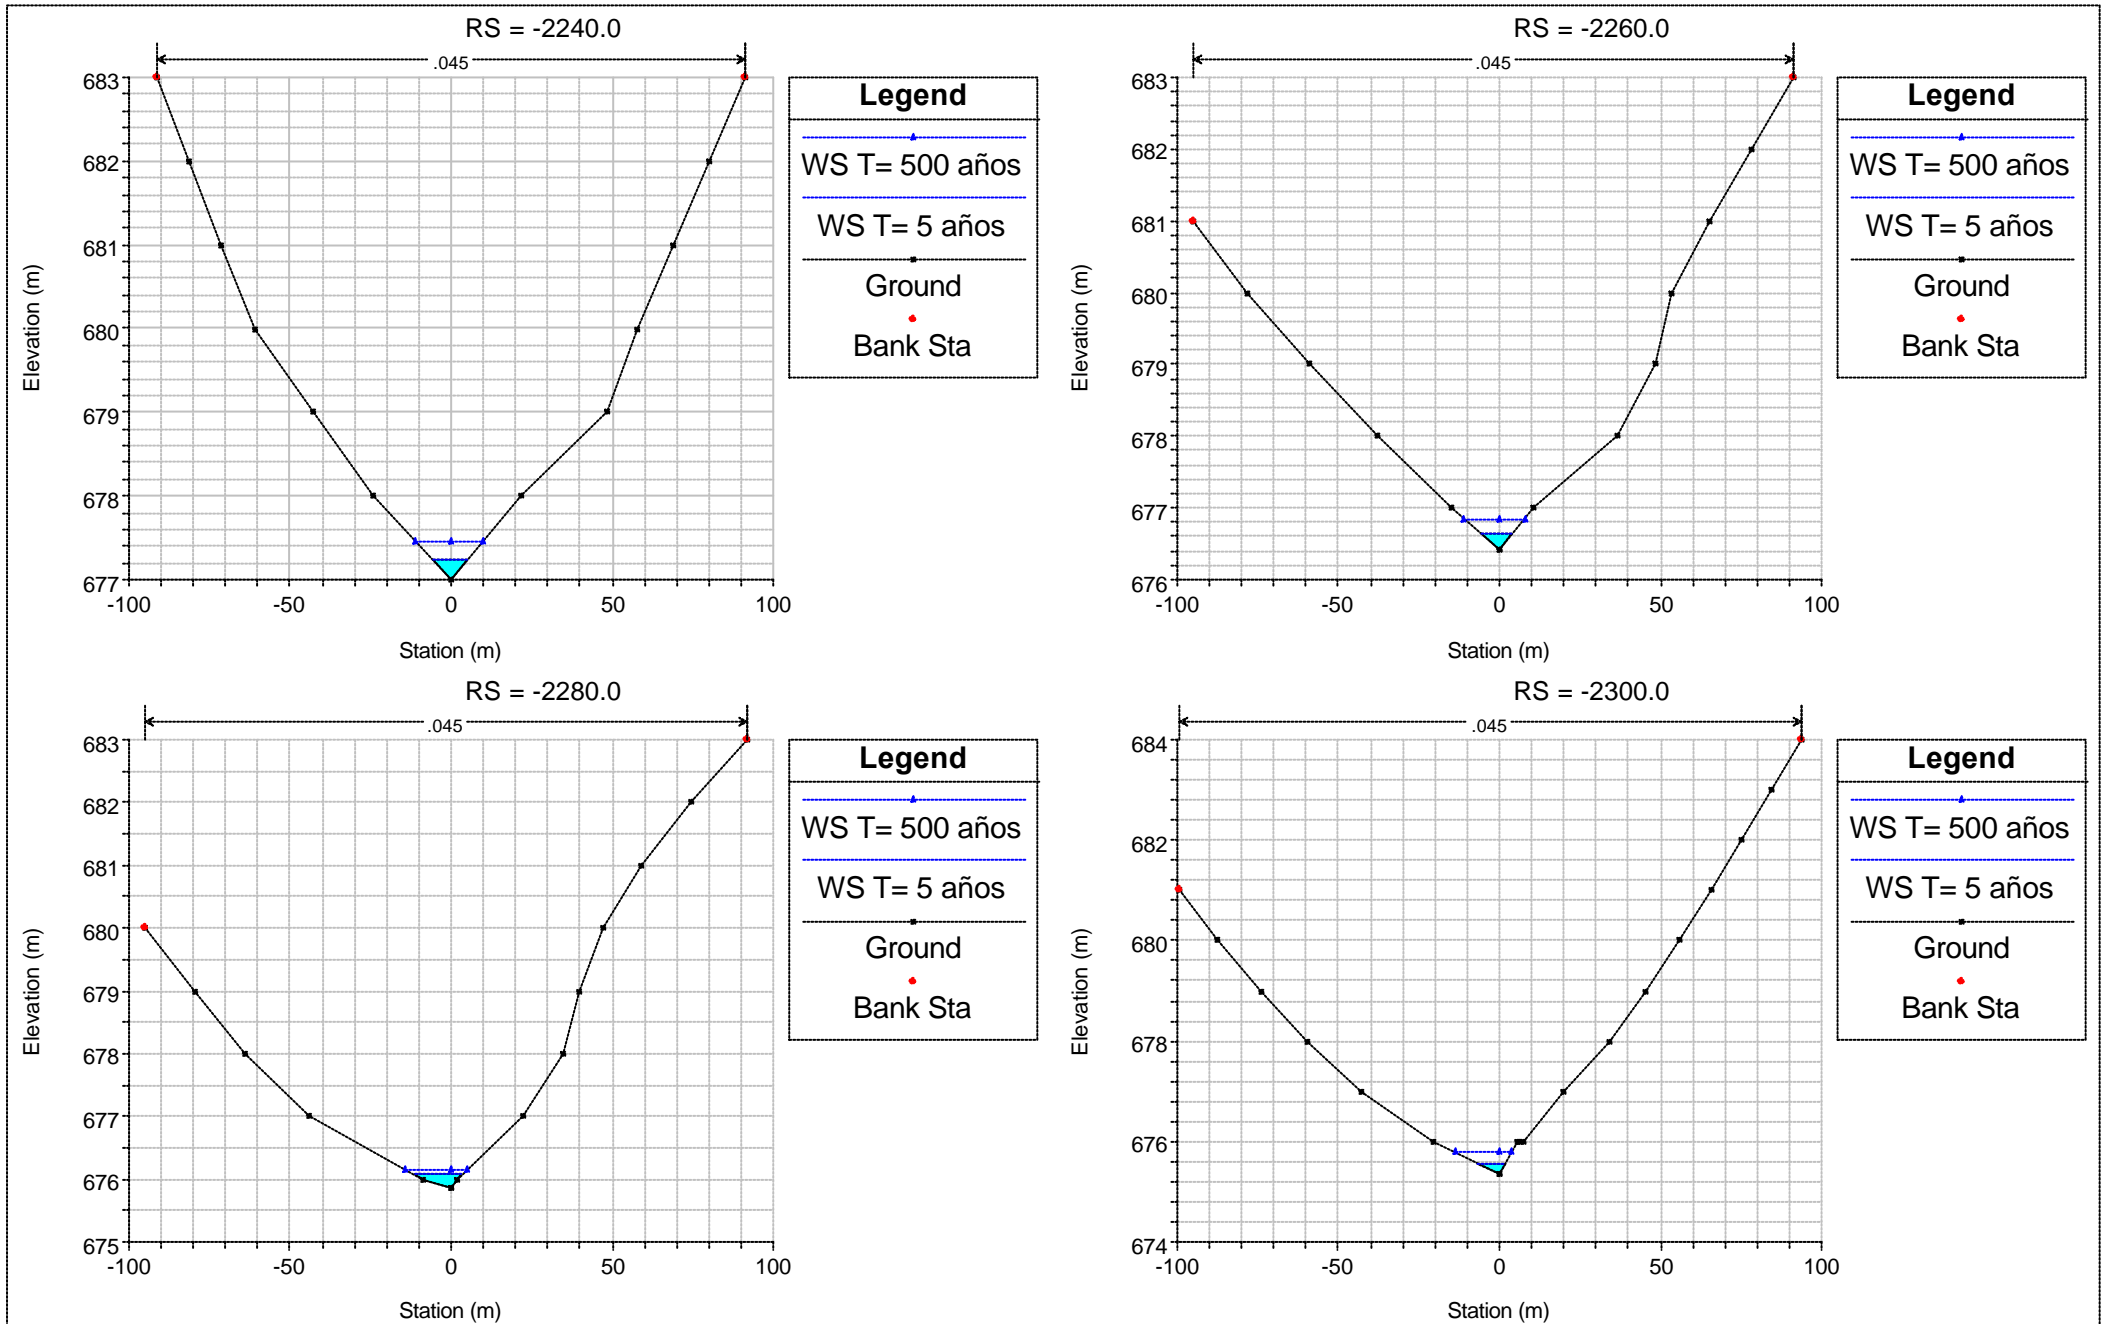 RS = -2240.0
.045
683
682
681
680
679
678
677
-100
-50
0
50
100
Elevation (m)
Station (m)
Legend
WS T= 500 años
WS T= 5 años
Ground
Bank Sta
RS = -2260.0
.045
683
682
681
680
679
678
677
676
-100
-50
0
50
100
Elevation (m)
Station (m)
Legend
WS T= 500 años
WS T= 5 años
Ground
Bank Sta
RS = -2280.0
.045
683
682
681
680
679
678
677
676
675
-100
-50
0
50
100
Elevation (m)
Station (m)
Legend
WS T= 500 años
WS T= 5 años
Ground
Bank Sta
RS = -2300.0
.045
684
682
680
678
676
674
-100
-50
0
50
100
Elevation (m)
Station (m)
Legend
WS T= 500 años
WS T= 5 años
Ground
Bank Sta